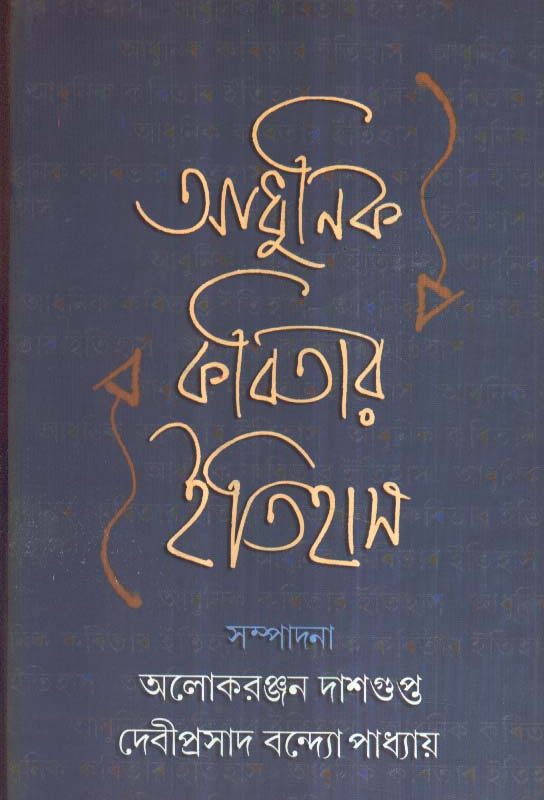 আধুনিক
কবিতার
ইতিহাস
সম্পাদনা
অলোকরঞ্জন দাশগুপ্ত
দেবীপ্রসাদ বন্দ্যোপাধ্যায়